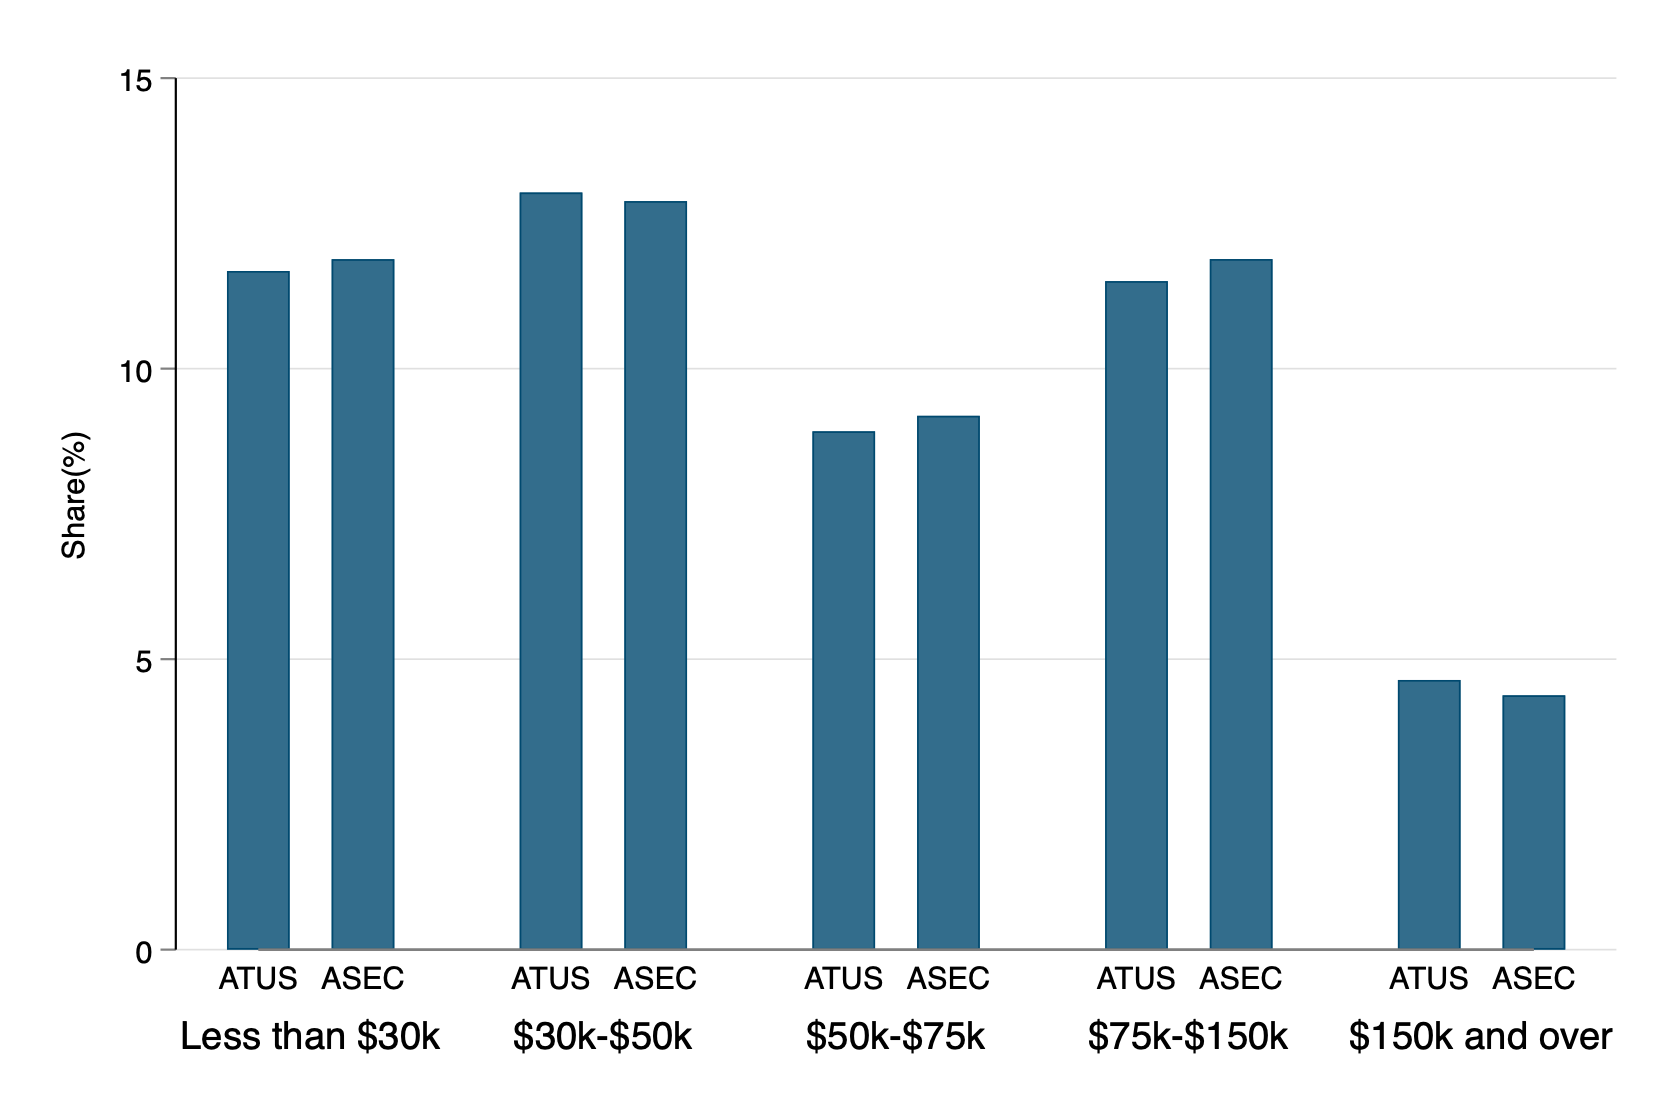 15
10
5
0
Share(%)
ATUS ASEC ATUS ASEC ATUS ASEC ATUS ASEC ATUS ASEC
Less than $30k $30k-$50k $50k-$75k $75k-$150k $150k and over